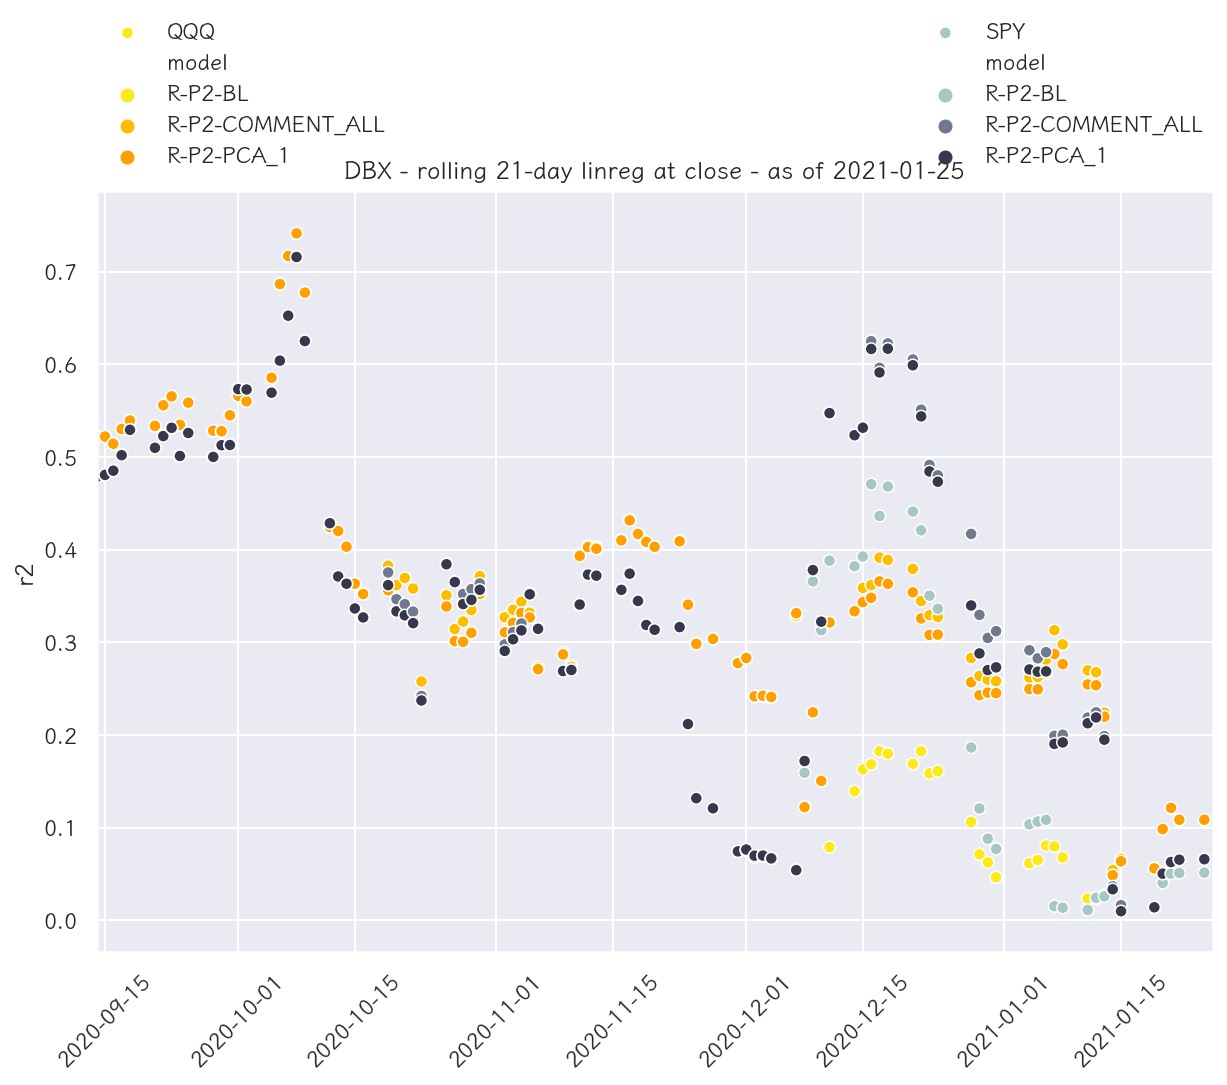 QQQ
model
R-P2-BL
R-P2-COMMENT_ALL
R-P2-PCA_1
SPY
model
R-P2-BL
R-P2-COMMENT_ALL
R-P2-PCA_1
DBX - rolling 21-day linreg at close - as of 2021-01-25
r2
0.7
0.6
0.5
0.4
0.3
0.2
0.1
0.0
2020-09-15
2020-10-01
2020-10-15
2020-11-01
2020-11-15
2020-12-01
2020-12-15
2021-01-01
2021-01-15